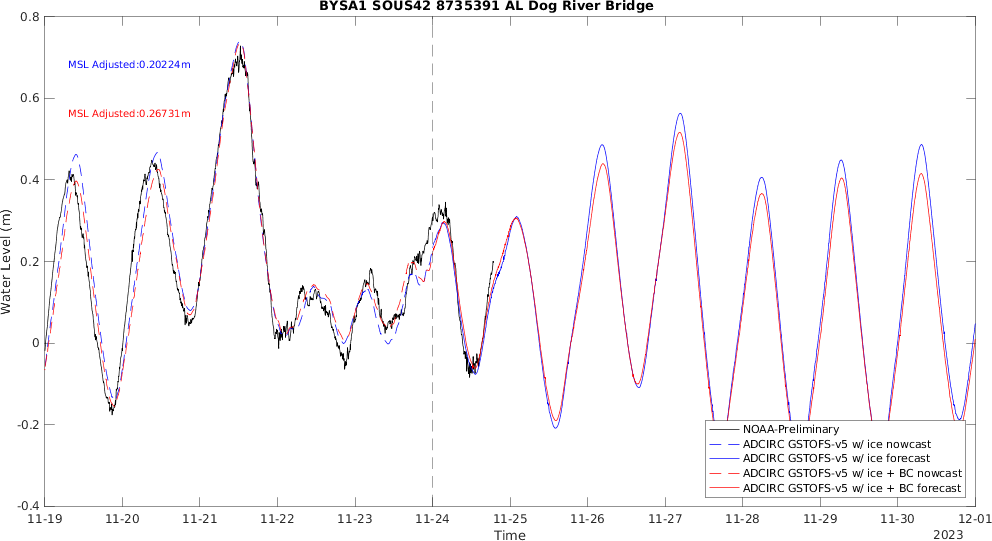 BYSA1 SOUS42 8735391 AL Dog River Bridge
MSL Adjusted:0.20224m
MSL Adjusted:0.26731m
Water Level (m)
0.8
0.6
0.4
0.2
0
-0.2
-0.4
NOAA-Preliminary
ADCIRC GSTOFS-v5 w/ ice nowcast
ADCIRC GSTOFS-v5 w/ ice forecast
ADCIRC GSTOFS-v5 w/ ice + BC nowcast
ADCIRC GSTOFS-v5 w/ ice + BC forecast
11-19 11-20 11-21 11-22 11-23 11-24 11-25 11-26 11-27 11-28 11-29 11-30 12-01
Time
2023